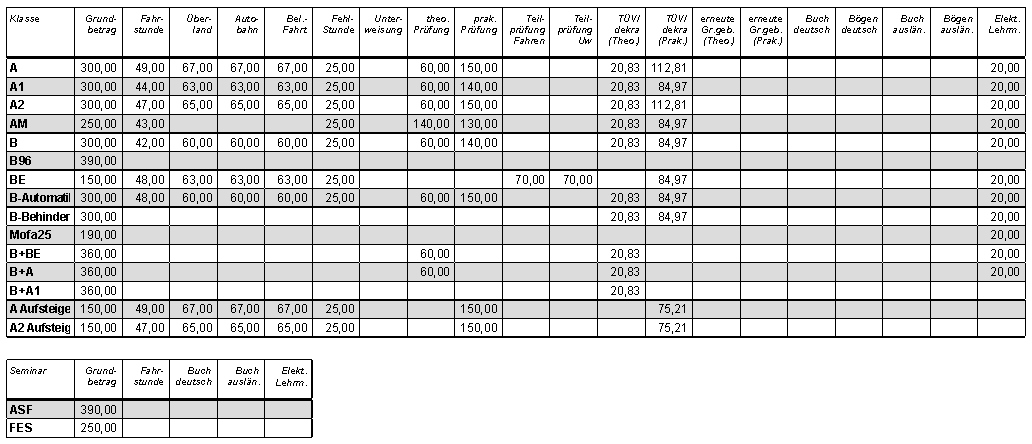 Klasse Grund-betrag Fahr-stunde Über-land Auto-bahn Bel.-Fahrt Fehl-Stunde Unter-weisung theo. Prüfung prak. Prüfung Teil-prüfung Fahren Teil-prüfung Uw TÜV/dekra (Theo.) TÜV/dekra (Prak.) erneute Gr.geb. (Theo.) erneute Gr.geb. (Prak.) Buch deutsch Bögen deutsch Buch auslän. Bögen auslän. Elekt. Lehrm.
A 300,00 49,00 67,00 67,00 67,00 25,00 60,00 150,00 20,83 112,81 20,00
A1 300,00 44,00 63,00 63,00 63,00 25,00 60,00 140,00 20,83 84,97 20,00
A2 300,00 47,00 65,00 65,00 65,00 25,00 60,00 150,00 20,83 112,81 20,00
AM 250,00 43,00 25,00 140,00 130,00 20,83 84,97 20,00
B 300,00 42,00 60,00 60,00 60,00 25,00 60,00 140,00 20,83 84,97 20,00
B96 390,00
BE 150,00 48,00 63,00 63,00 63,00 25,00 70,00 70,00 84,97 20,00
B-Automati 300,00 48,00 60,00 60,00 60,00 25,00 60,00 150,00 20,83 84,97 20,00
B-Behinder 300,00 20,83 84,97 20,00
Mofa25 190,00 20,00
B+BE 360,00 60,00 20,83 20,00
B+A 360,00 60,00 20,83 20,00
B+A1 360,00 20,83
A Aufsteige 150,00 49,00 67,00 67,00 67,00 25,00 150,00 75,21
A2 Aufsteig 150,00 47,00 65,00 65,00 65,00 25,00 150,00 75,21
Seminar Grund-betrag Fahr-stunde Buch deutsch Buch auslän. Elekt. Lehrm.
ASF 390,00
FES 250,00